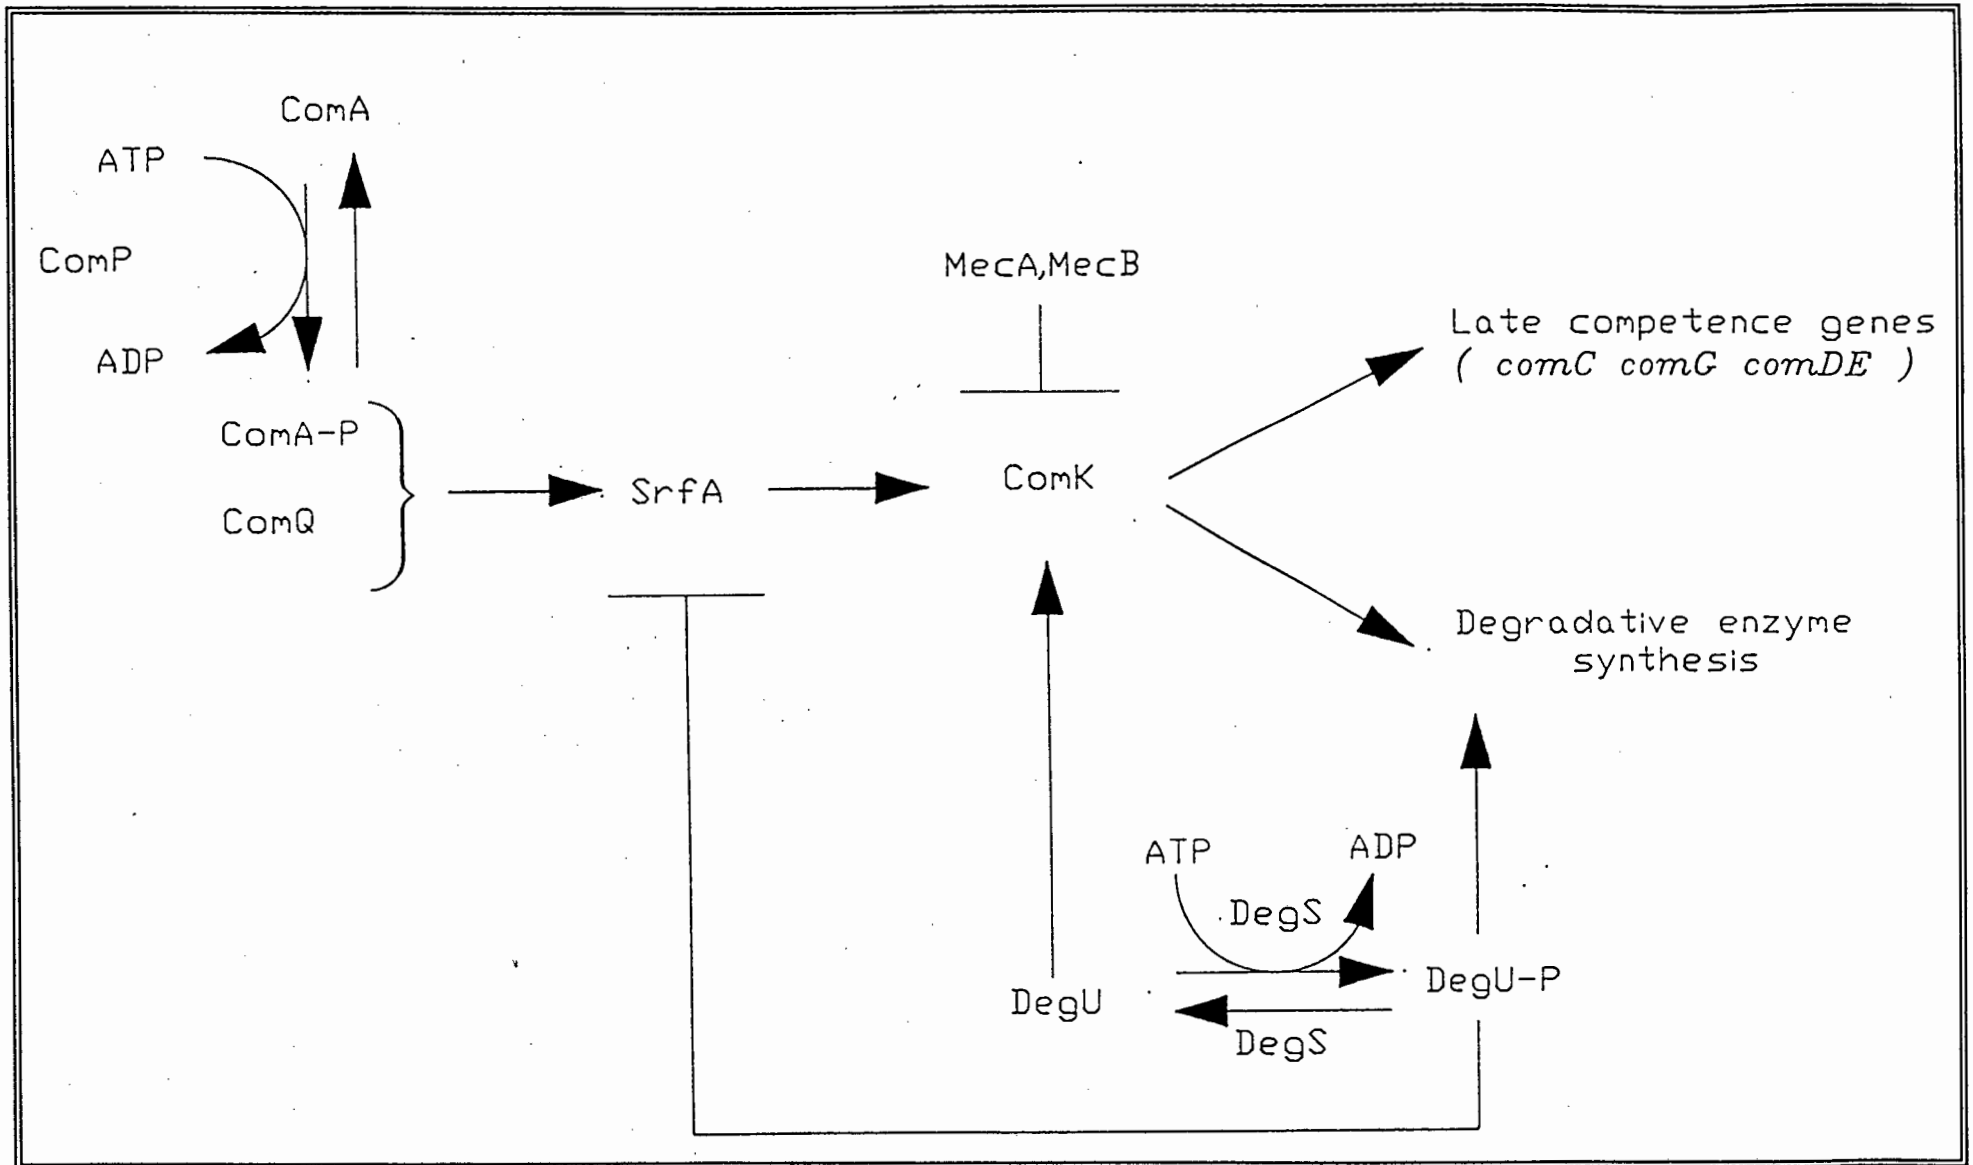 ComA
ATP
ComP
ADP
ComA-P
ComQ
SrfA
MecA,MecB
ComK
Late competence genes
( comC comG comDE )
Degradative enzyme
synthesis
ATP
ADP
DegS
DegU
DegU-P
DegS